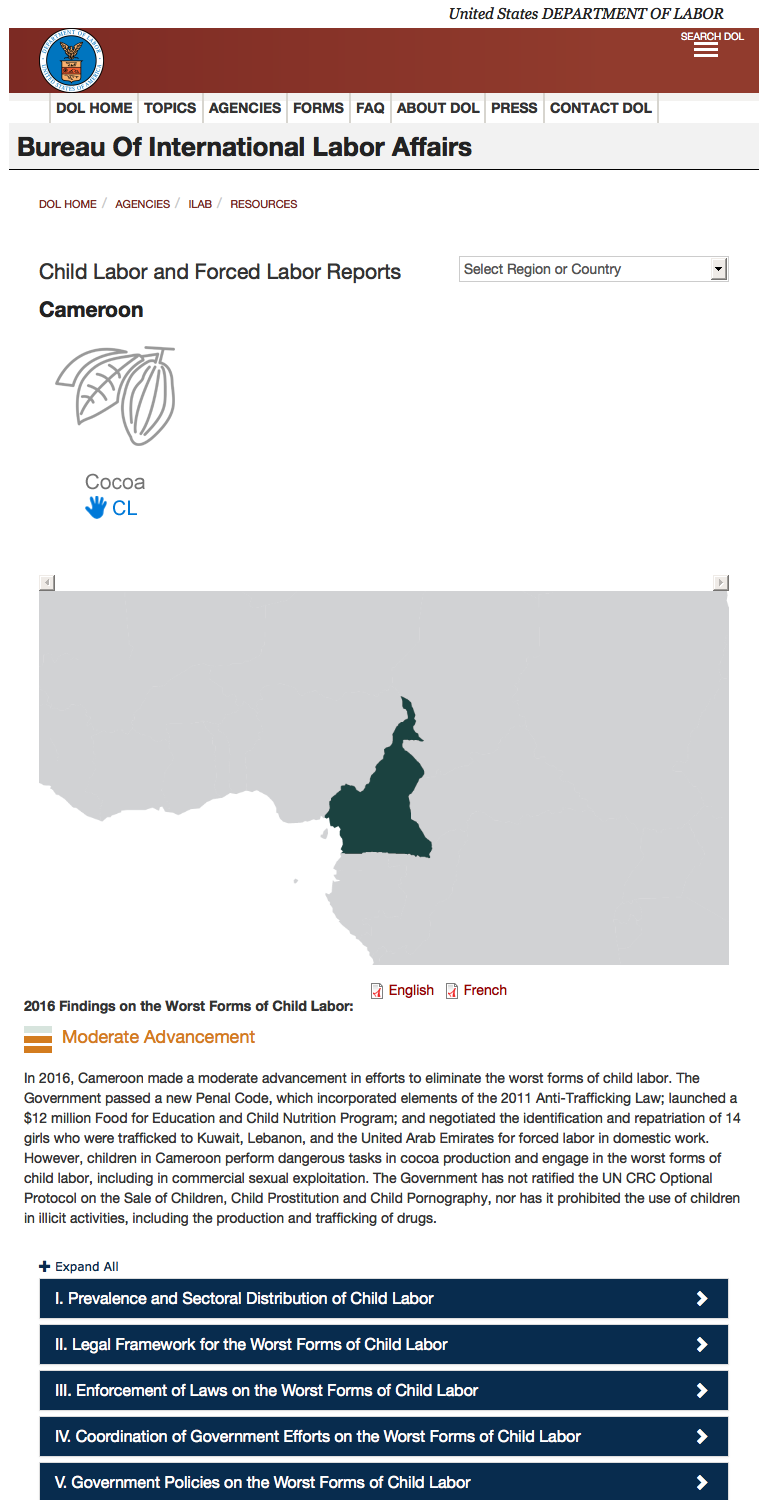 United States DEPARTMENT OF LABOR
SEARCH DOL
DOL HOME TOPICS AGENCIES FORMS FAQ ABOUT DOL PRESS CONTACT DOL
Bureau Of International Labor Affairs
DOL HOME / AGENCIES / ILAB / RESOURCES
Child Labor and Forced Labor Reports
Select Region or Country
Cameroon
Cocoa
CL
English French
2016 Findings on the Worst Forms of Child Labor:
Moderate Advancement
In 2016, Cameroon made a moderate advancement in efforts to eliminate the worst forms of child labor. The
Government passed a new Penal Code, which incorporated elements of the 2011 Anti-Trafficking Law; launched a
$12 million Food for Education and Child Nutrition Program; and negotiated the identification and repatriation of 14
girls who were trafficked to Kuwait, Lebanon, and the United Arab Emirates for forced labor in domestic work.
However, children in Cameroon perform dangerous tasks in cocoa production and engage in the worst forms of
child labor, including in commercial sexual exploitation. The Government has not ratified the UN CRC Optional
Protocol on the Sale of Children, Child Prostitution and Child Pornography, nor has it prohibited the use of children
in illicit activities, including the production and trafficking of drugs.
Expand All
I. Prevalence and Sectoral Distribution of Child Labor
II. Legal Framework for the Worst Forms of Child Labor
III. Enforcement of Laws on the Worst Forms of Child Labor
IV. Coordination of Government Efforts on the Worst Forms of Child Labor
V. Government Policies on the Worst Forms of Child Labor